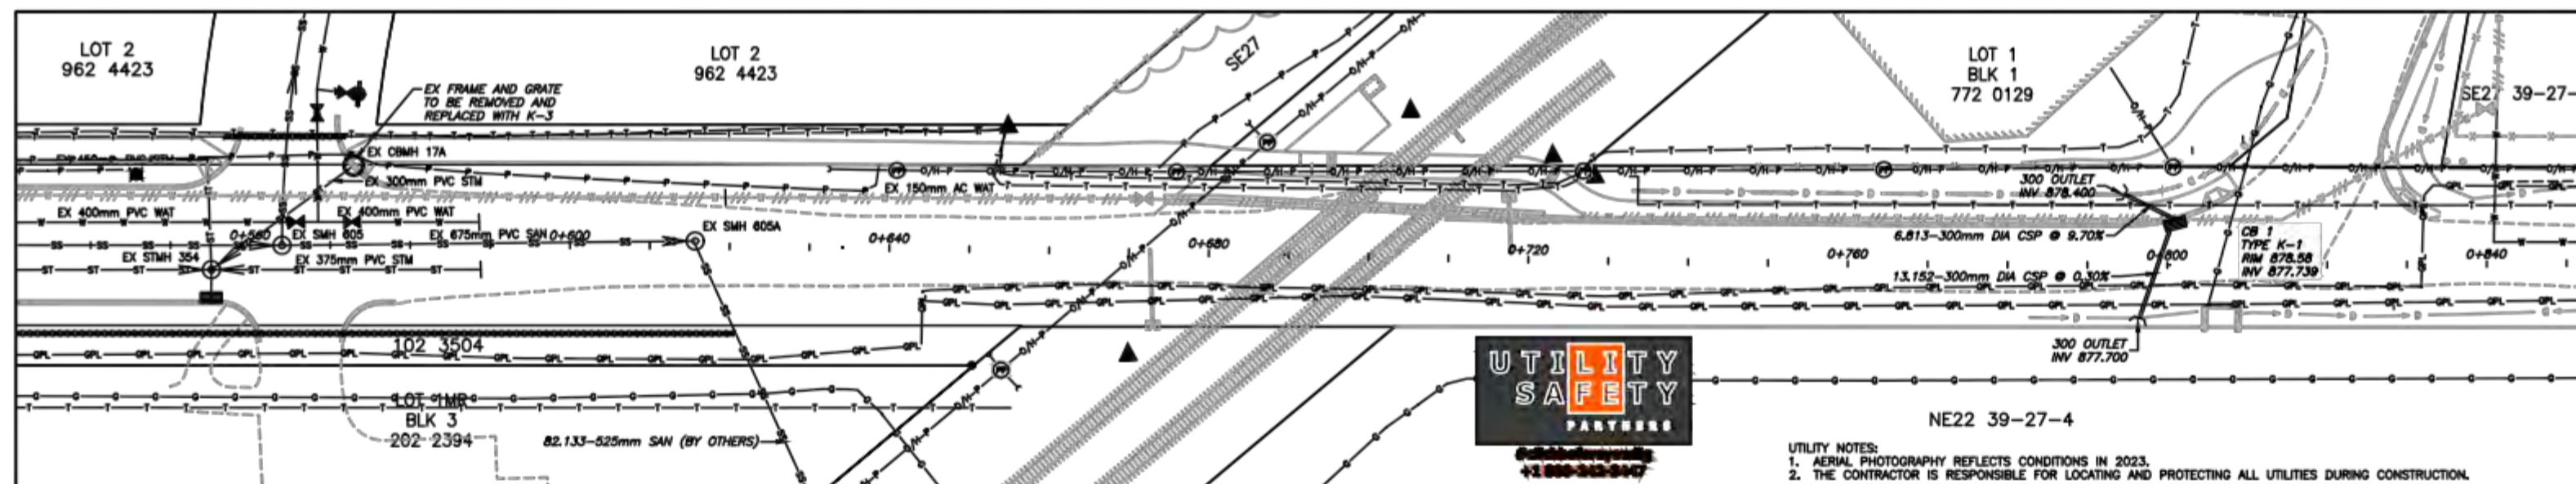 LOT 2
962 4423
EX FRAME AND GRATE
TO BE REMOVED AND
REPLACED WITH K-3
LOT 2
962 4423
SE27
LOT 1
BLK 1
772 0129
SE27 39-27-
EX CBMH 17A
EX 300mm PVC STM
EX 150mm AC WAT
300 OUTLET
INV 878.400
EX 400mm PVC WAT
EX 400mm PVC WAT
EX SMH 605
EX 675mm PVC SAN
EX SMH 605A
EX STMH 354
EX 375mm PVC STM
0+560
0+600
0+640
0+680
0+720
0+760
0+800
0+840
6.813-300mm DIA CSP @ 9.70%
13.152-300mm DIA CSP @ 0.30%
CB 1
TYPE K-1
RIM 878.58
INV 877.739
300 OUTLET
INV 877.700
102 3504
LOT 1MR
BLK 3
202 2394
82.133-525mm SAN (BY OTHERS)
UTILITY
SAFETY
PARTNERS
NE22 39-27-4
UTILITY NOTES:
1. AERIAL PHOTOGRAPHY REFLECTS CONDITIONS IN 2023.
2. THE CONTRACTOR IS RESPONSIBLE FOR LOCATING AND PROTECTING ALL UTILITIES DURING CONSTRUCTION.